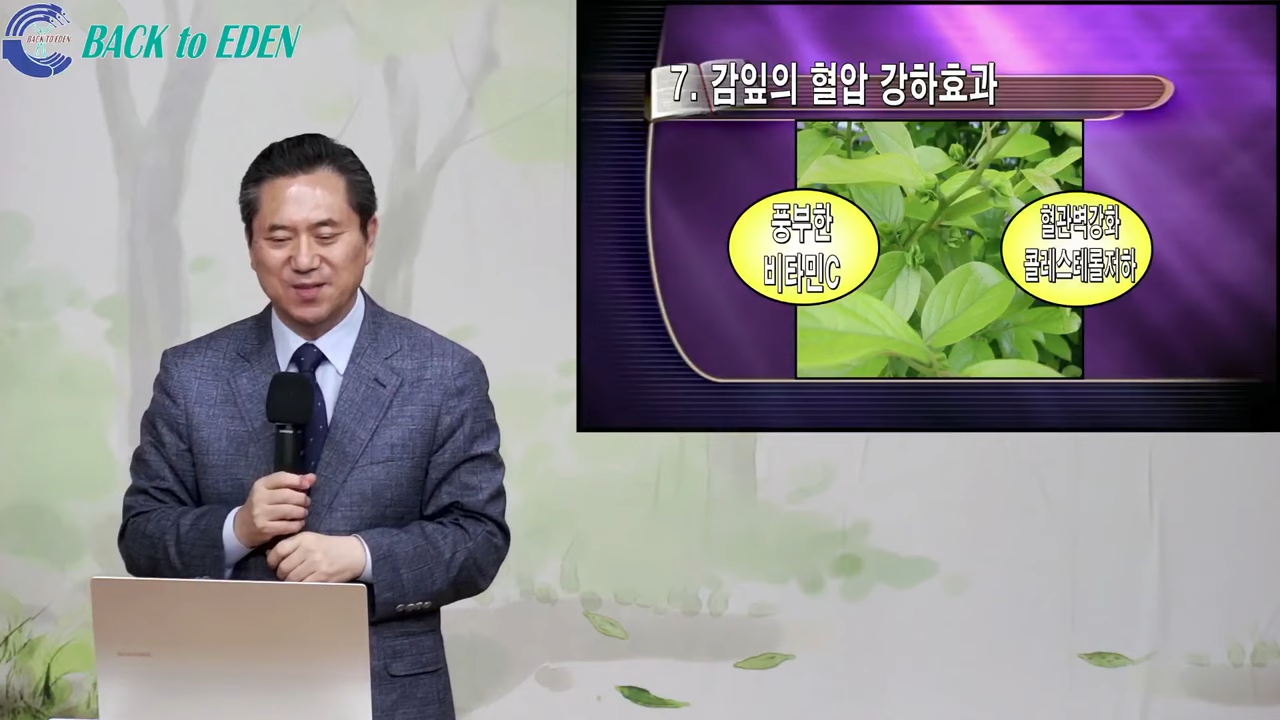 BACK TO EDEN
BACK to EDEN
7. 감잎의 혈압 강하효과
풍부한
비타민C
혈관벽강화
콜레스테롤저하